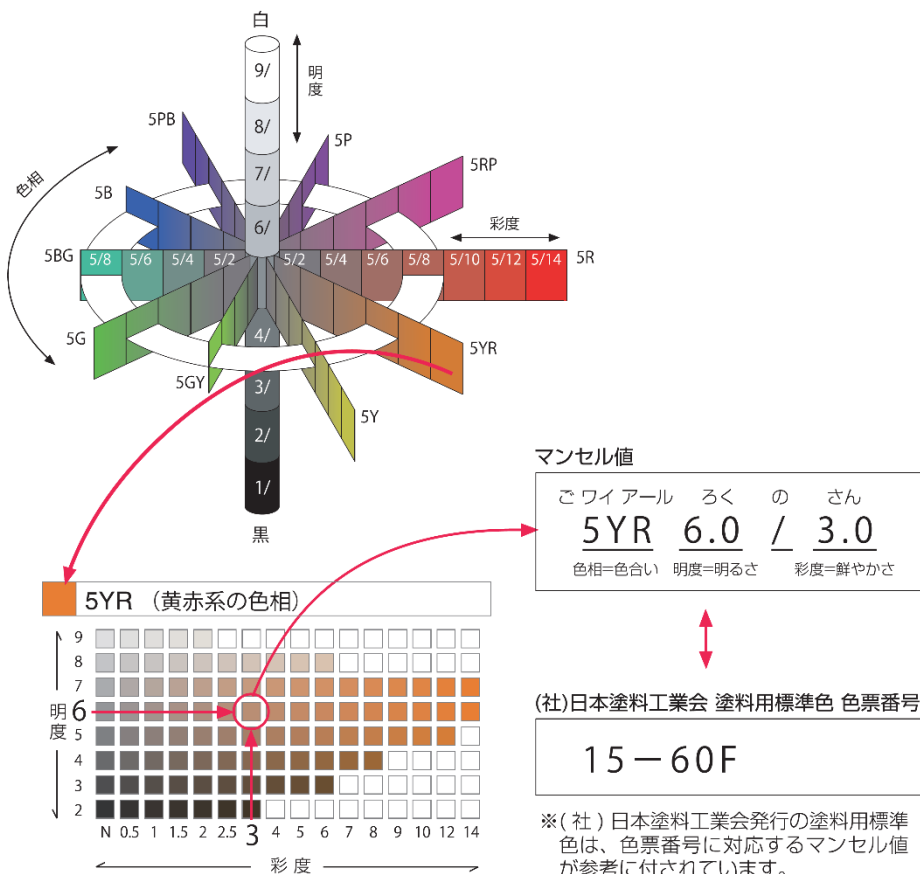 白
9/
明度
8/
5PB
5P
7/
5RP
色相
5B
6/
彩度
5BG 5/8 5/6 5/4 5/2 5/2 5/4 5/6 5/8 5/10 5/12 5/14 5R
4/
5G
5YR
5GY
3/
5Y
2/
1/
黒
マンセル値
ご ワイ アール ろく の さん
5YR 6.0 / 3.0
色相=色合い 明度=明るさ 彩度=鮮やかさ
5YR (黄赤系の色相)
9
8
7
明度 6
5
4
3
2
N 0.5 1 1.5 2 2.5 3 4 5 6 7 8 9 10 12 14
彩度
(社)日本塗料工業会 塗料用標準色 色票番号
15-60F
※(社)日本塗料工業会発行の塗料用標準
色は、色票番号に対応するマンセル値
が参考に付されています。